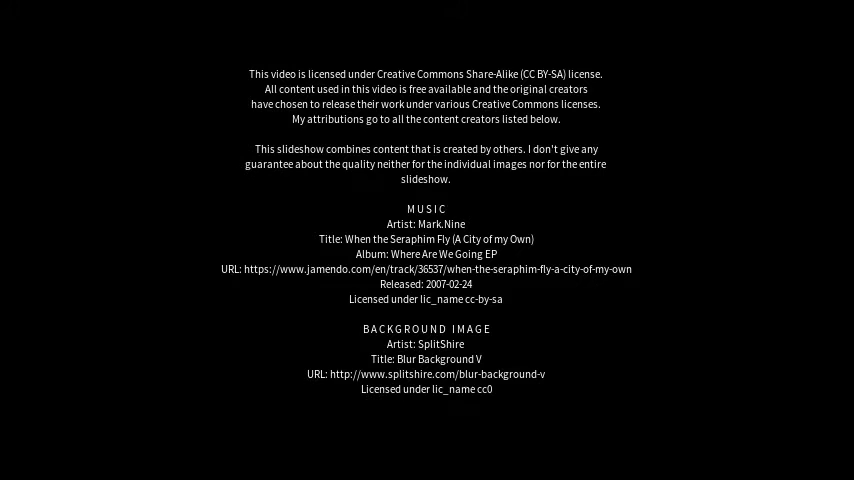 This video is licensed under Creative Commons Share-Alike (CC BY-SA) license.
All content used in this video is free available and the original creators
have chosen to release their work under various Creative Commons licenses.
My attributions go to all the content creators listed below.
This slideshow combines content that is created by others. I don't give any
guarantee about the quality neither for the individual images nor for the entire
slideshow.
MUSIC
Artist: Mark.Nine
Title: When the Seraphim Fly (A City of my Own)
Album: Where Are We Going EP
URL: https://www.jamendo.com/en/track/36537/when-the-seraphim-fly-a-city-of-my-own
Released: 2007-02-24
Licensed under lic_name cc-by-sa
BACKGROUND IMAGE
Artist: SplitShire
Title: Blur Background V
URL: http://www.splitshire.com/blur-background-v
Licensed under lic_name cc0